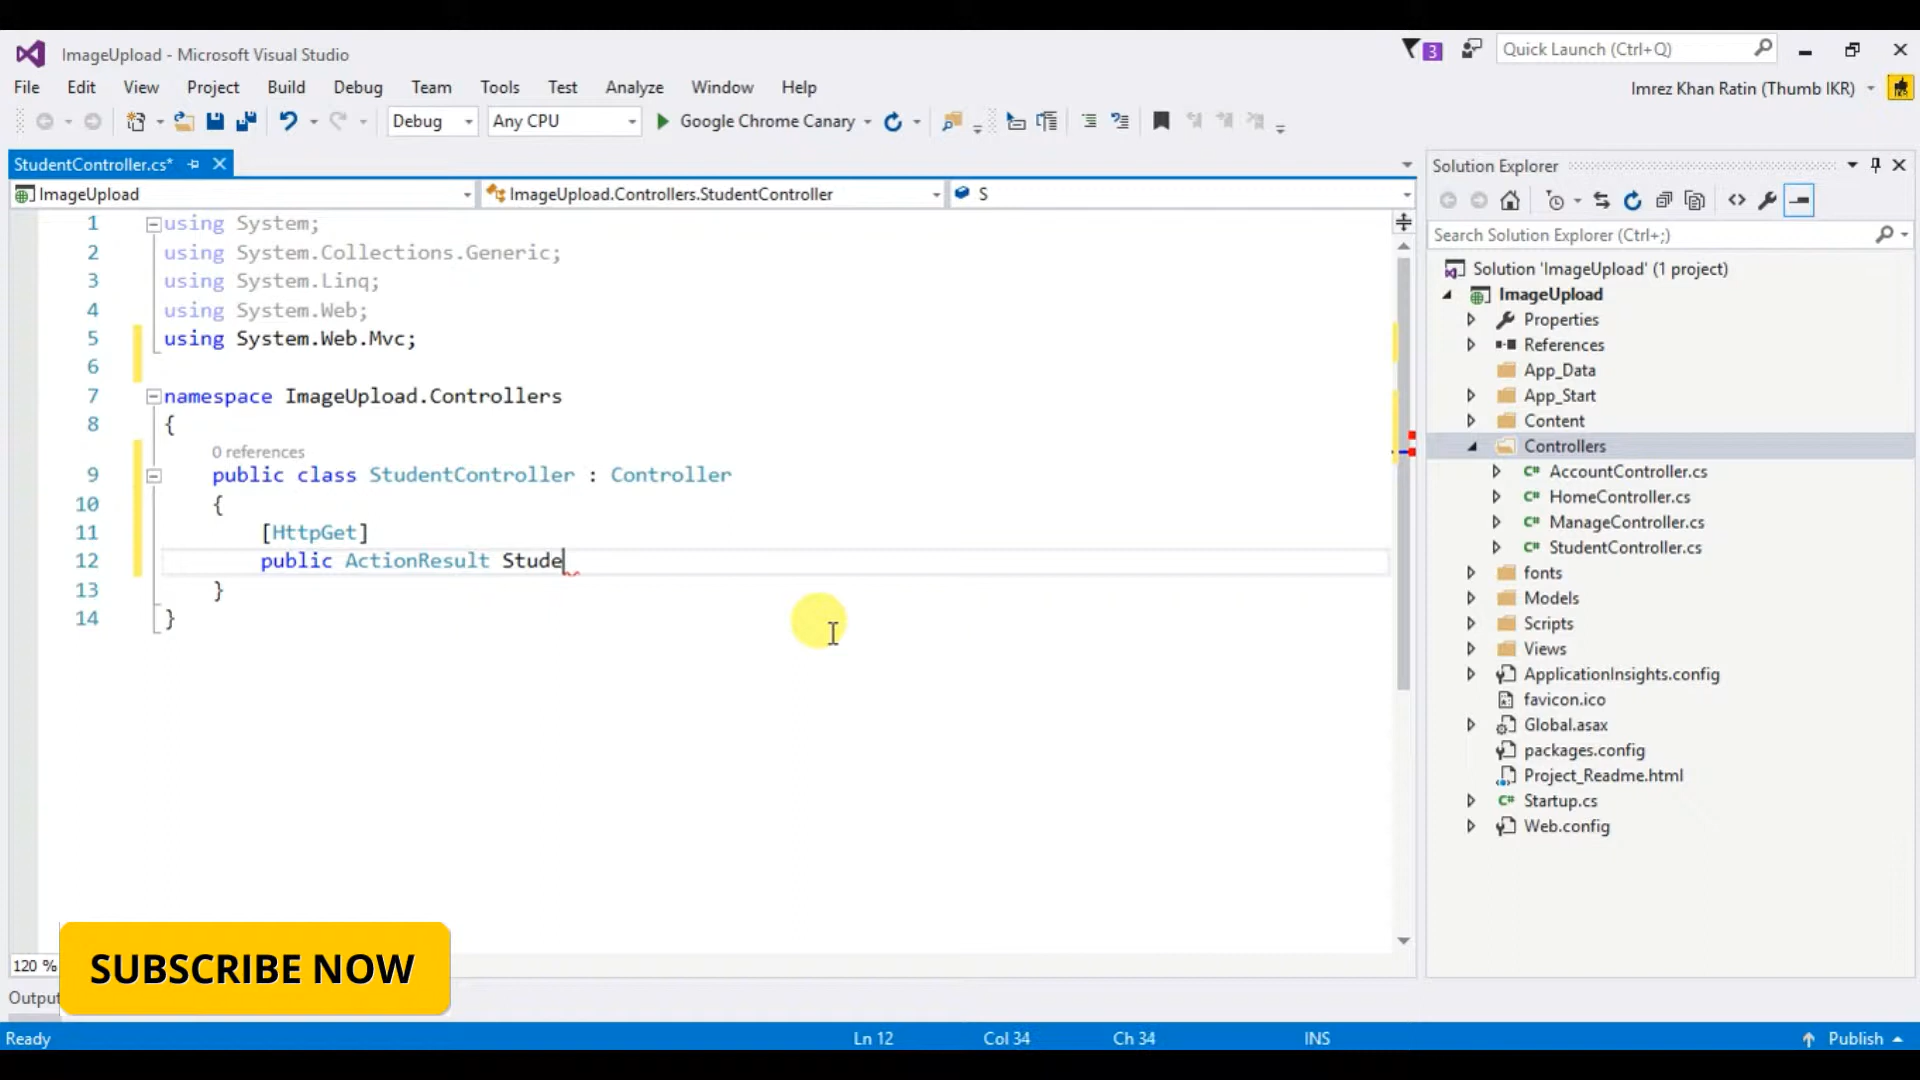 ImageUpload - Microsoft Visual Studio
3
Quick Launch (Ctrl+Q)
File Edit View Project Build Debug Team Tools Test Analyze Window Help
Imrez Khan Ratin (Thumb IKR)
Debug Any CPU Google Chrome Canary
StudentController.cs*
ImageUpload
ImageUpload.Controllers.StudentController
S
1 using System;
2 using System.Collections.Generic;
3 using System.Linq;
4 using System.Web;
5 using System.Web.Mvc;
6
7 namespace ImageUpload.Controllers
8 {
0 references
9 public class StudentController : Controller
10 {
11 [HttpGet]
12 public ActionResult Stude
13 }
14 }
Solution Explorer
Search Solution Explorer (Ctrl+;)
Solution 'ImageUpload' (1 project)
ImageUpload
Properties
References
App_Data
App_Start
Content
Controllers
C# AccountController.cs
C# HomeController.cs
C# ManageController.cs
C# StudentController.cs
fonts
Models
Scripts
Views
ApplicationInsights.config
favicon.ico
Global.asax
packages.config
Project_Readme.html
C# Startup.cs
Web.config
120 %
SUBSCRIBE NOW
Output
Ready Ln 12 Col 34 Ch 34 INS Publish